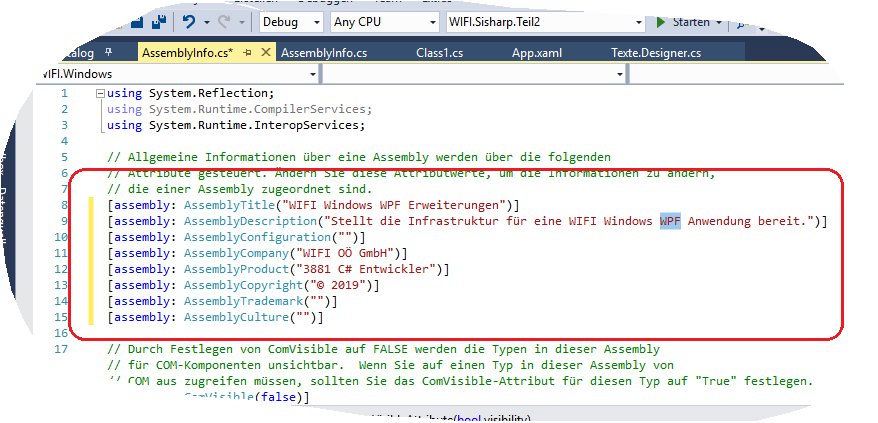 Debug Any CPU WIFI.Sisharp.Teil2 Starten
AssemblyInfo.cs* AssemblyInfo.cs Class1.cs App.xaml Texte.Designer.cs
WIFI.Windows
1 using System.Reflection;
2 using System.Runtime.CompilerServices;
3 using System.Runtime.InteropServices;
4
5 // Allgemeine Informationen über eine Assembly werden über die folgenden
6 // Attribute gesteuert. Ändern Sie diese Attributwerte, um die Informationen zu ändern,
7 // die einer Assembly zugeordnet sind.
8 [assembly: AssemblyTitle("WIFI Windows WPF Erweiterungen")]
9 [assembly: AssemblyDescription("Stellt die Infrastruktur für eine WIFI Windows WPF Anwendung bereit.")]
10 [assembly: AssemblyConfiguration("")]
11 [assembly: AssemblyCompany("WIFI OÖ GmbH")]
12 [assembly: AssemblyProduct("3881 C# Entwickler")]
13 [assembly: AssemblyCopyright("© 2019")]
14 [assembly: AssemblyTrademark("")]
15 [assembly: AssemblyCulture("")]
16
17 // Durch Festlegen von ComVisible auf FALSE werden die Typen in dieser Assembly
// für COM-Komponenten unsichtbar. Wenn Sie auf einen Typ in dieser Assembly von
// COM aus zugreifen müssen, sollten Sie das ComVisible-Attribut für diesen Typ auf "True" festlegen.
ComVisible(false)]
(bool visibility)